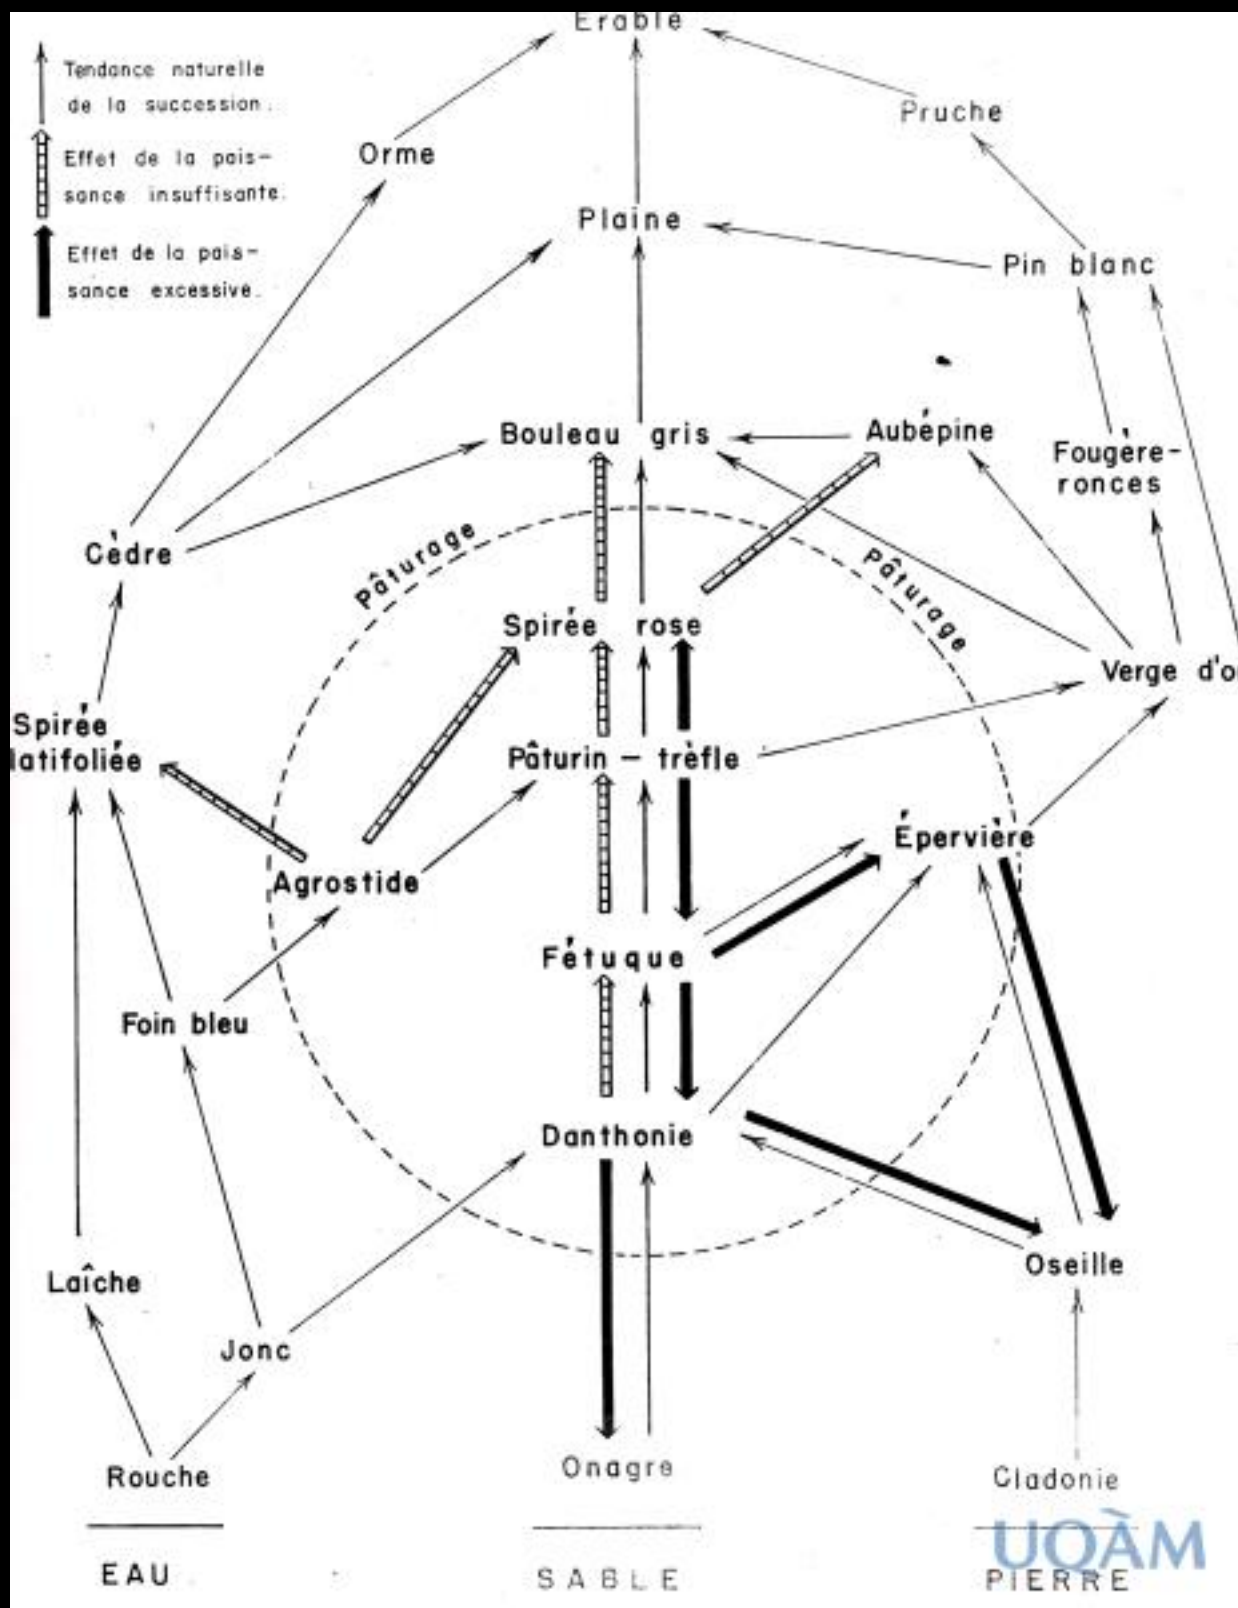 Erable
Tendance naturelle
de la succession.
Effet de la pais-
sance insuffisante.
Effet de la pais-
sance excessive.
Pruche
Orme
Plaine
Pin blanc
Bouleau gris
Aubépine
Fougère-
ronces
Cèdre
Pâturage
Pâturage
Spirée rose
Verge d'o
Spirée
latifoliée
Pâturin - trèfle
Épervière
Agrostide
Fétuque
Foin bleu
Danthonie
Oseille
Laîche
Jonc
Rouche
Onagre
Cladonie
EAU
SABLE
PIERRE
UQÀM